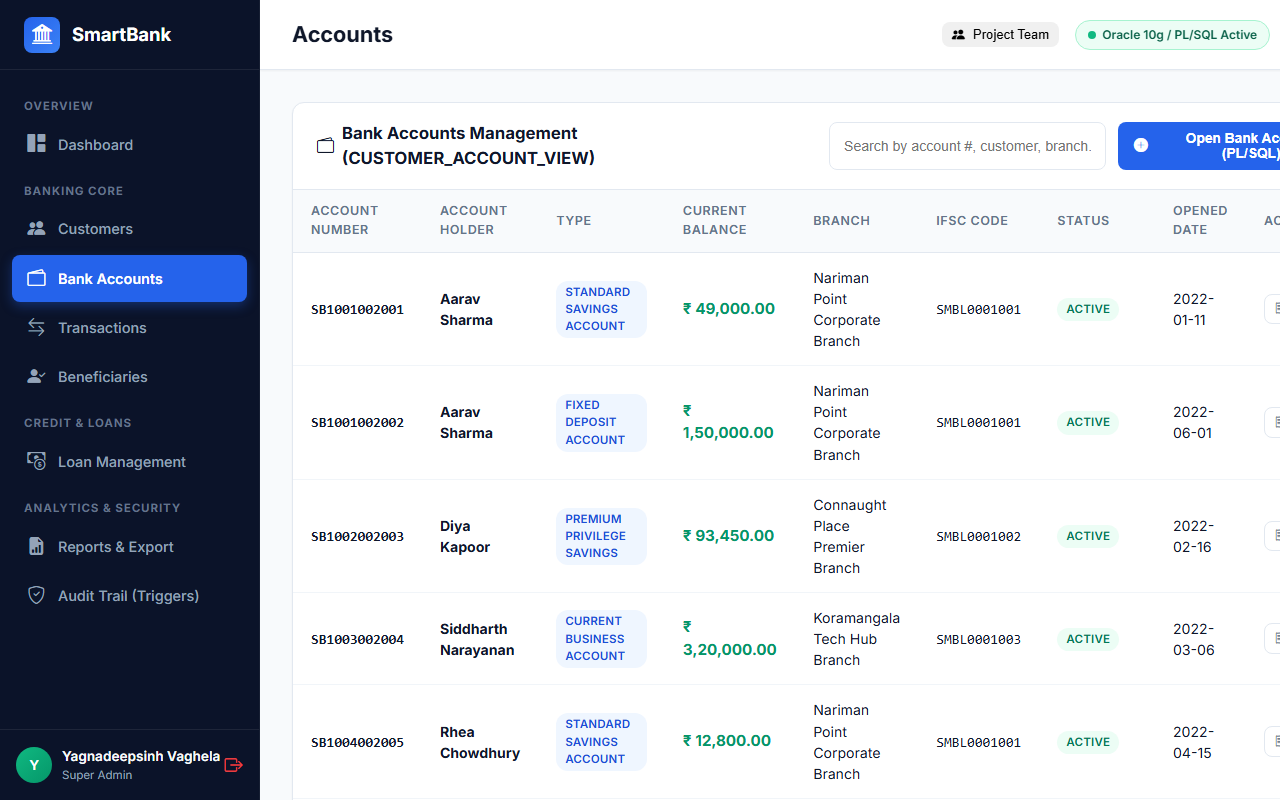 SmartBank
OVERVIEW
Dashboard
BANKING CORE
Customers
Bank Accounts
Transactions
Beneficiaries
CREDIT & LOANS
Loan Management
ANALYTICS & SECURITY
Reports & Export
Audit Trail (Triggers)
Y
Yagnadeepsinh Vaghela
Super Admin
Accounts
Project Team
Oracle 10g / PL/SQL Active
Bank Accounts Management
(CUSTOMER_ACCOUNT_VIEW)
Search by account #, customer, branch.
Open Bank Acc
(PL/SQL)
ACCOUNT NUMBER
ACCOUNT HOLDER
TYPE
CURRENT BALANCE
BRANCH
IFSC CODE
STATUS
OPENED DATE
AC
SB1001002001
Aarav
Sharma
STANDARD
SAVINGS
ACCOUNT
₹ 49,000.00
Nariman
Point
Corporate
Branch
SMBL0001001
ACTIVE
2022-
01-11
SB1001002002
Aarav
Sharma
FIXED
DEPOSIT
ACCOUNT
₹
1,50,000.00
Nariman
Point
Corporate
Branch
SMBL0001001
ACTIVE
2022-
06-01
SB1002002003
Diya
Kapoor
PREMIUM
PRIVILEGE
SAVINGS
₹ 93,450.00
Connaught
Place
Premier
Branch
SMBL0001002
ACTIVE
2022-
02-16
SB1003002004
Siddharth
Narayanan
CURRENT
BUSINESS
ACCOUNT
₹
3,20,000.00
Koramangala
Tech Hub
Branch
SMBL0001003
ACTIVE
2022-
03-06
SB1004002005
Rhea
Chowdhury
STANDARD
SAVINGS
ACCOUNT
₹ 12,800.00
Nariman
Point
Corporate
Branch
SMBL0001001
ACTIVE
2022-
04-15